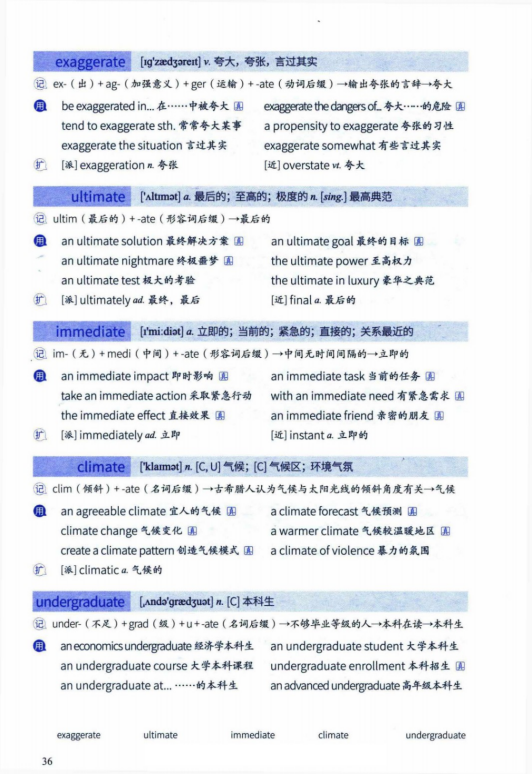 exaggerate [ɪg'zædʒəreɪt] v. 夸大，夸张，言过其实
记 ex-（出）+ ag-（加强意义）+ ger（运输）+ -ate（动词后缀）→输出夸张的言辞→夸大
用 be exaggerated in... 在……中被夸大 真 exaggerate the dangers of... 夸大……的危险 真
tend to exaggerate sth. 常常夸大某事 a propensity to exaggerate 夸张的习性
exaggerate the situation 言过其实 exaggerate somewhat 有些言过其实
扩 [派] exaggeration n. 夸张 [近] overstate vt. 夸大
ultimate ['ʌltɪmət] a. 最后的；至高的；极度的 n. [sing.] 最高典范
记 ultim（最后的）+ -ate（形容词后缀）→最后的
用 an ultimate solution 最终解决方案 真 an ultimate goal 最终的目标 真
an ultimate nightmare 终极噩梦 真 the ultimate power 至高权力
an ultimate test 极大的考验 the ultimate in luxury 豪华之典范
扩 [派] ultimately ad. 最终，最后 [近] final a. 最后的
immediate [ɪ'miːdiət] a. 立即的；当前的；紧急的；直接的；关系最近的
记 im-（无）+ medi（中间）+ -ate（形容词后缀）→中间无时间间隔的→立即的
用 an immediate impact 即时影响 真 an immediate task 当前的任务 真
take an immediate action 采取紧急行动 with an immediate need 有紧急需求 真
the immediate effect 直接效果 真 an immediate friend 亲密的朋友 真
扩 [派] immediately ad. 立即 [近] instant a. 立即的
climate ['klaɪmət] n. [C, U] 气候；[C] 气候区；环境气氛
记 clim（倾斜）+ -ate（名词后缀）→古希腊人认为气候与太阳光线的倾斜角度有关→气候
用 an agreeable climate 宜人的气候 真 a climate forecast 气候预测 真
climate change 气候变化 真 a warmer climate 气候较温暖地区 真
create a climate pattern 创造气候模式 真 a climate of violence 暴力的氛围
扩 [派] climatic a. 气候的
undergraduate [ˌʌndə'grædʒuət] n. [C] 本科生
记 under-（不足）+ grad（级）+ u + -ate（名词后缀）→不够毕业等级的人→本科在读→本科生
用 an economics undergraduate 经济学本科生 an undergraduate student 大学本科生
an undergraduate course 大学本科课程 undergraduate enrollment 本科招生 真
an undergraduate at... ……的本科生 an advanced undergraduate 高年级本科生
exaggerate ultimate immediate climate undergraduate
36